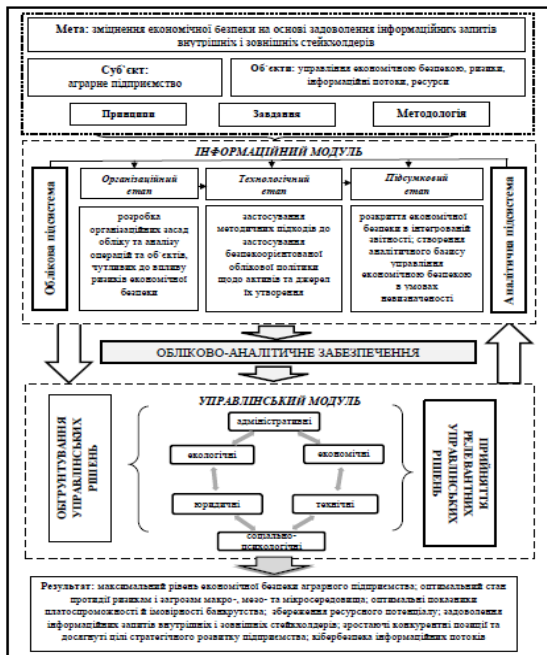 Мета: зміцнення економічної безпеки на основі задоволення інформаційних запитів
внутрішніх і зовнішніх стейкхолдерів
Суб`єкт:
аграрне підприємство
Об`єкти: управління економічною безпекою, ризики,
інформаційні потоки, ресурси
Принципи
Завдання
Методологія
ІНФОРМАЦІЙНИЙ МОДУЛЬ
Облікова підсистема
Організаційний
етап
Технологічний
етап
Підсумковий
етап
розробка
організаційних засад
обліку та аналізу
операцій та об`єктів,
чутливих до впливу
ризиків економічної
безпеки
застосування
методичних підходів до
застосування
безпекоорієнтованої
облікової політики
щодо активів та джерел
їх утворення
розкриття економічної
безпеки в інтегрованій
звітності; створення
аналітичного базису
управління
економічною безпекою
в умовах
невизначеності
Аналітична підсистема
ОБЛІКОВО-АНАЛІТИЧНЕ ЗАБЕЗПЕЧЕННЯ
УПРАВЛІНСЬКИЙ МОДУЛЬ
ОБГРУНТУВАННЯ
УПРАВЛІНСЬКИХ
РІШЕНЬ
адміністративні
екологічні
економічні
юридичні
технічні
соціально-
психологічні
ПРИЙНЯТТЯ
РЕЛЕВАНТНИХ
УПРАВЛІНСЬКИХ
РІШЕНЬ
Результат: максимальний рівень економічної безпеки аграрного підприємства; оптимальний стан
протидії ризикам і загрозам макро-, мезо- та мікросередовища; оптимальні показники
платоспроможності й імовірності банкрутства; збереження ресурсного потенціалу; задоволення
інформаційних запитів внутрішніх і зовнішніх стейкхолдерів; зростаючі конкурентні позиції та
досягнуті цілі стратегічного розвитку підприємства; кібербезпека інформаційних потоків